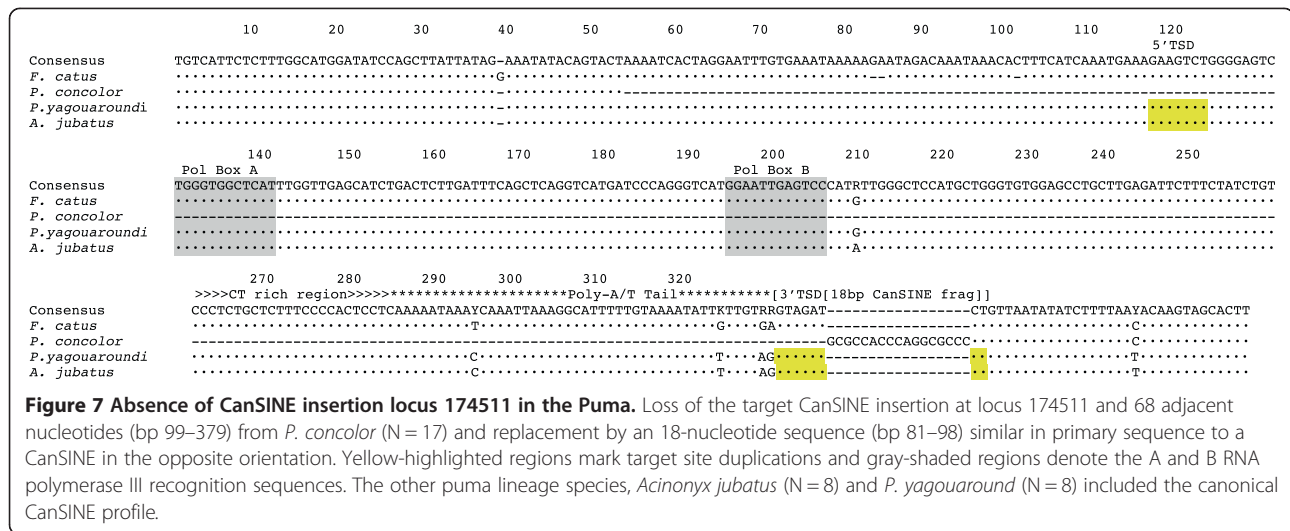 10 20 30 40 50 60 70 80 90 100 110 120
5'TSD
Consensus TGTCATTCTCTTTGGCATGGATATCCAGCTTATTATAG-AAATATACAGTACTAAAATCACTAGGAATTTGTGAAATAAAAAGAATAGACAAATAAACACTTTCATCAAATGAAAGAAGTCTGGGGAGTC
F. catus ......................................G...........................................--...............-..............................
P. concolor ......................................-..............-----------------------------------------------------------------------------
P.yagouaroundi ......................................-...........................................................................................
A. jubatus ......................................-...........................................................................................
140 150 160 170 180 190 200 210 220 230 240 250
Pol Box A Pol Box B
Consensus TGGGTGGCTCATTTGGTTGAGCATCTGACTCTTGATTTCAGCTCAGGTCATGATCCCAGGGTCATGGAATTGAGTCCCATRTTGGGCTCCATGCTGGGTGTGGAGCCTGCTTGAGATTCTTTCTATCTGT
F. catus ................................................................................G.................................................
P. concolor ----------------------------------------------------------------------------------------------------------------------------------
P.yagouaroundi ................................................................................G.................................................
A. jubatus ................................................................................A.................................................
270 280 290 300 310 320
>>>>CT rich region>>>>>*******************Poly-A/T Tail***********[3'TSD[18bp CanSINE frag]]
Consensus CCCTCTGCTCTTTCCCCACTCCTCAAAAATAAAYCAAATTAAAGGCATTTTTGTAAAATATTKTTGTRRGTAGAT-----------------CTGTTAATATATCTTTTAAYACAAGTAGCACTT
F. catus .................................T............................G....GA......-----------------..................C.............
P. concolor ---------------------------------------------------------------------------GCGCCACCCAGGCGCCC..................C.............
P.yagouaroundi .................................C............................T....AG......-----------------..................T.............
A. jubatus .................................C............................T....AG......-----------------..................T.............
Figure 7 Absence of CanSINE insertion locus 174511 in the Puma. Loss of the target CanSINE insertion at locus 174511 and 68 adjacent
nucleotides (bp 99–379) from P. concolor (N = 17) and replacement by an 18-nucleotide sequence (bp 81–98) similar in primary sequence to a
CanSINE in the opposite orientation. Yellow-highlighted regions mark target site duplications and gray-shaded regions denote the A and B RNA
polymerase III recognition sequences. The other puma lineage species, Acinonyx jubatus (N = 8) and P. yagouaround (N = 8) included the canonical
CanSINE profile.